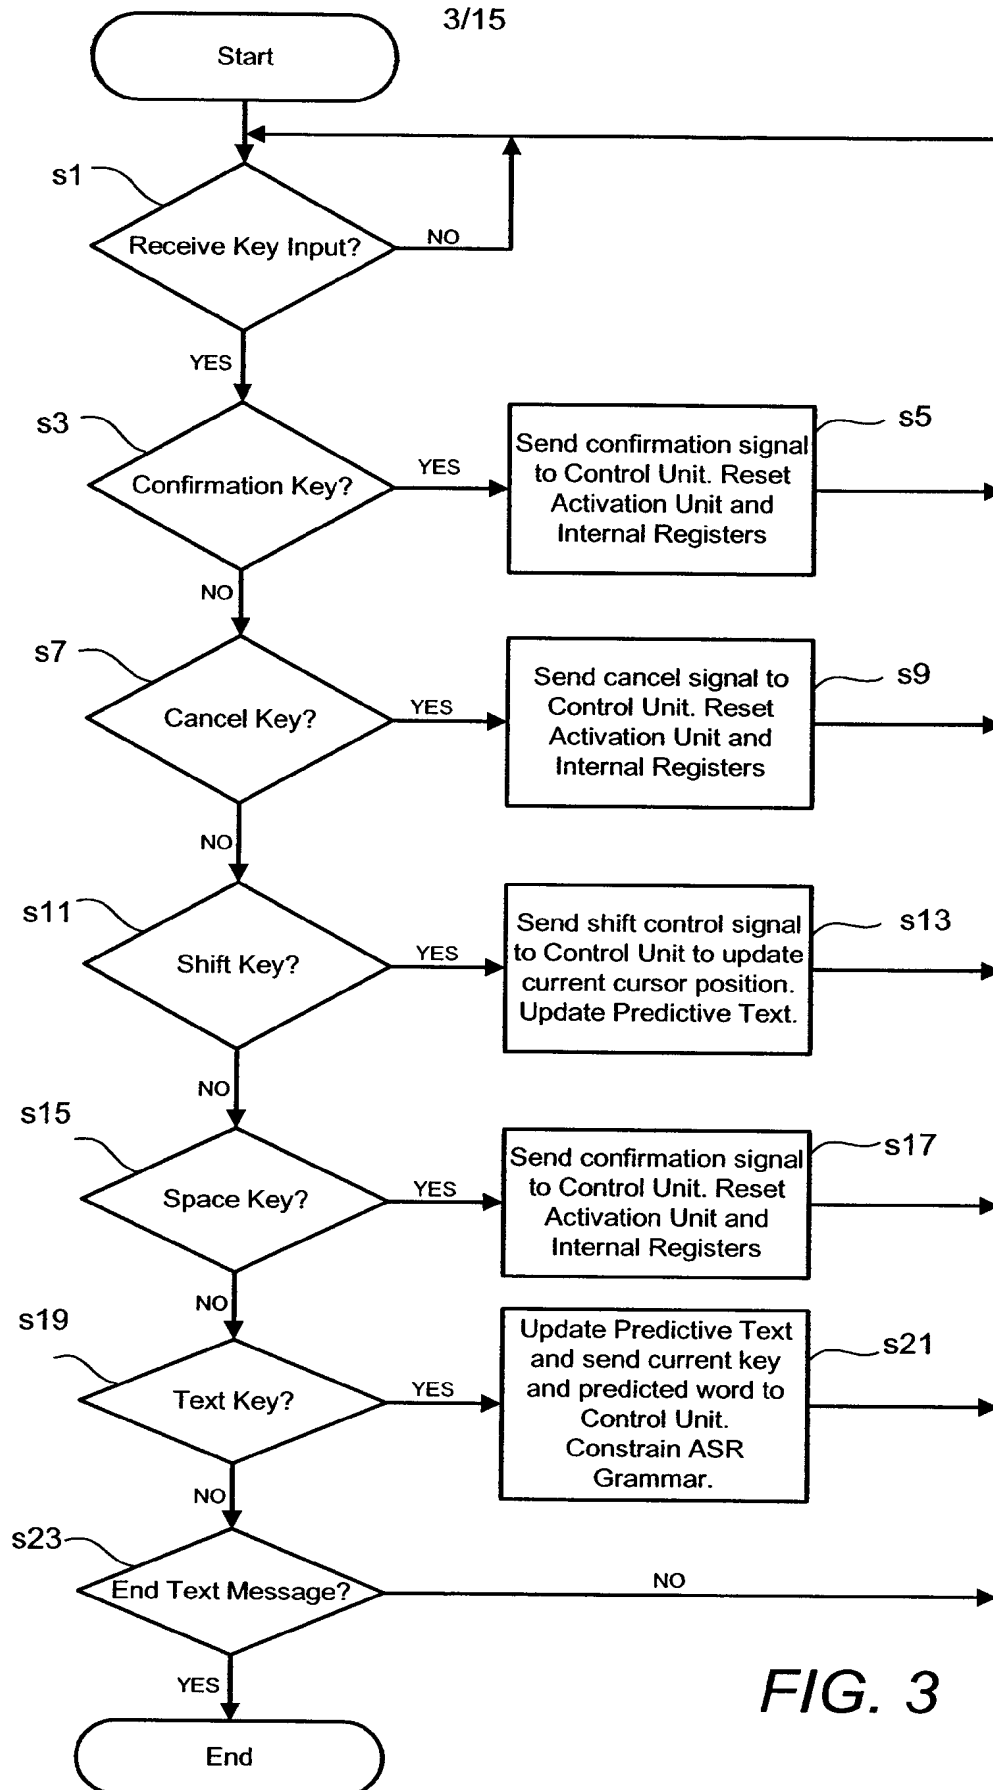 3/15
Start
s1
Receive Key Input?
NO
YES
s3
Confirmation Key?
YES
Send confirmation signal
to Control Unit. Reset
Activation Unit and
Internal Registers
s5
NO
s7
Cancel Key?
YES
Send cancel signal to
Control Unit. Reset
Activation Unit and
Internal Registers
s9
NO
s11
Shift Key?
YES
Send shift control signal
to Control Unit to update
current cursor position.
Update Predictive Text.
s13
NO
s15
Space Key?
YES
Send confirmation signal
to Control Unit. Reset
Activation Unit and
Internal Registers
s17
NO
s19
Text Key?
YES
Update Predictive Text
and send current key
and predicted word to
Control Unit.
Constrain ASR
Grammar.
s21
NO
s23
End Text Message?
NO
YES
End
FIG. 3